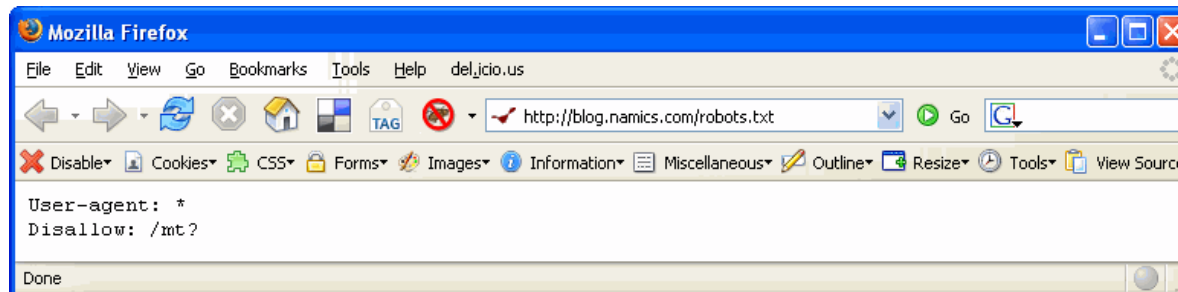 Mozilla Firefox
File Edit View Go Bookmarks Tools Help del.icio.us
TAG http://blog.namics.com/robots.txt Go G
Disable Cookies CSS Forms Images Information Miscellaneous Outline Resize Tools View Sourc
User-agent: *
Disallow: /mt?
Done